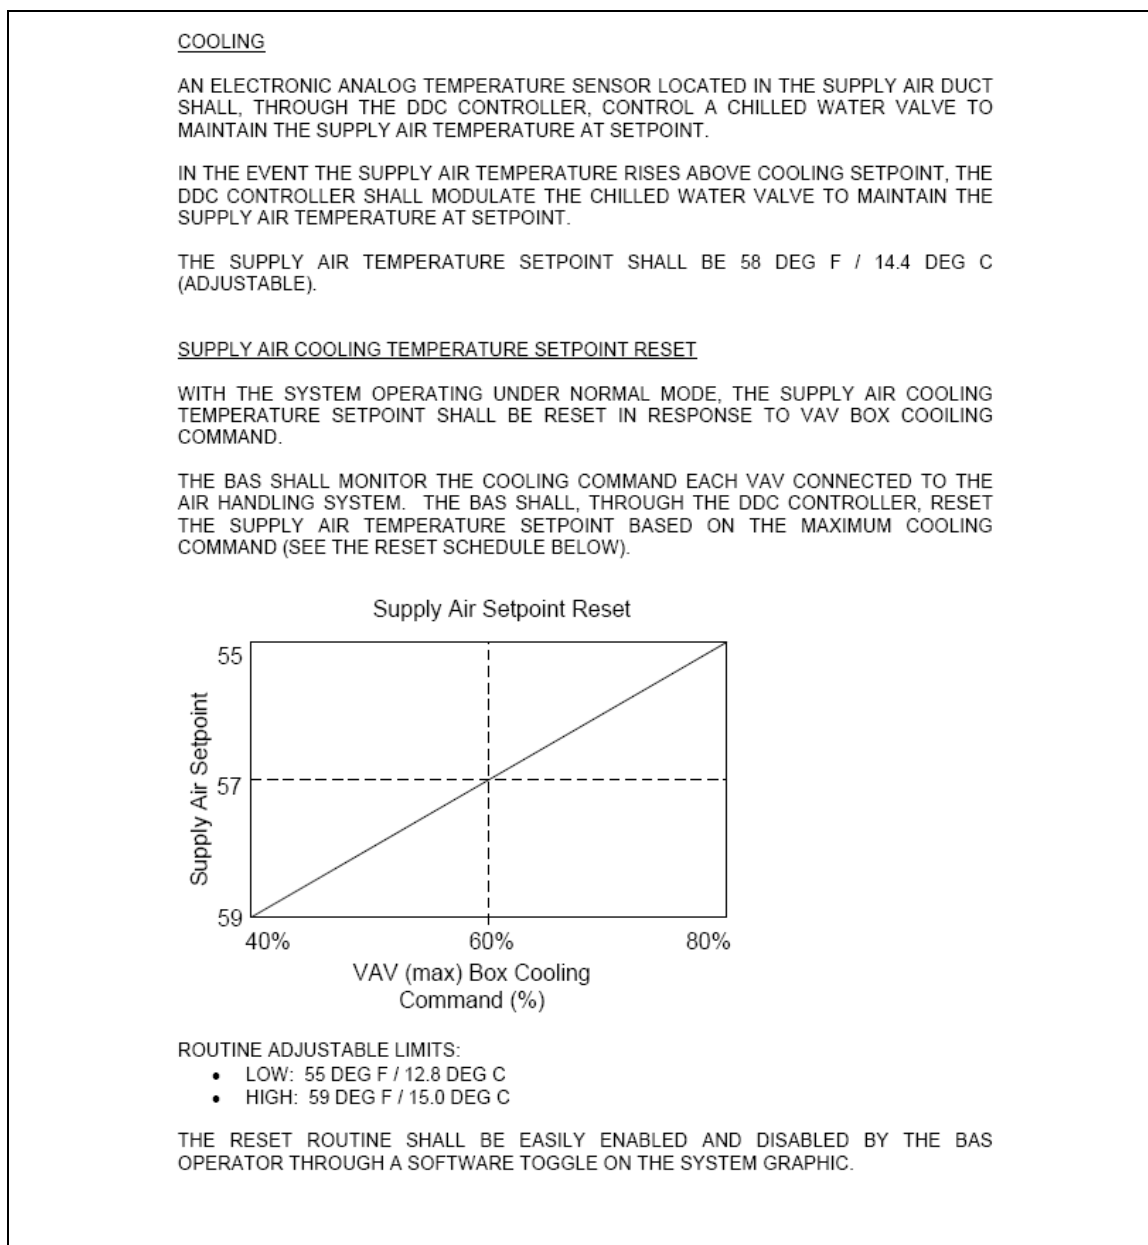 COOLING
AN ELECTRONIC ANALOG TEMPERATURE SENSOR LOCATED IN THE SUPPLY AIR DUCT
SHALL, THROUGH THE DDC CONTROLLER, CONTROL A CHILLED WATER VALVE TO
MAINTAIN THE SUPPLY AIR TEMPERATURE AT SETPOINT.
IN THE EVENT THE SUPPLY AIR TEMPERATURE RISES ABOVE COOLING SETPOINT, THE
DDC CONTROLLER SHALL MODULATE THE CHILLED WATER VALVE TO MAINTAIN THE
SUPPLY AIR TEMPERATURE AT SETPOINT.
THE SUPPLY AIR TEMPERATURE SETPOINT SHALL BE 58 DEG F / 14.4 DEG C
(ADJUSTABLE).
SUPPLY AIR COOLING TEMPERATURE SETPOINT RESET
WITH THE SYSTEM OPERATING UNDER NORMAL MODE, THE SUPPLY AIR COOLING
TEMPERATURE SETPOINT SHALL BE RESET IN RESPONSE TO VAV BOX COOILING
COMMAND.
THE BAS SHALL MONITOR THE COOLING COMMAND EACH VAV CONNECTED TO THE
AIR HANDLING SYSTEM. THE BAS SHALL, THROUGH THE DDC CONTROLLER, RESET
THE SUPPLY AIR TEMPERATURE SETPOINT BASED ON THE MAXIMUM COOLING
COMMAND (SEE THE RESET SCHEDULE BELOW).
Supply Air Setpoint Reset
Supply Air Setpoint
55
57
59
40% 60% 80%
VAV (max) Box Cooling
Command (%)
ROUTINE ADJUSTABLE LIMITS:
• LOW: 55 DEG F / 12.8 DEG C
• HIGH: 59 DEG F / 15.0 DEG C
THE RESET ROUTINE SHALL BE EASILY ENABLED AND DISABLED BY THE BAS
OPERATOR THROUGH A SOFTWARE TOGGLE ON THE SYSTEM GRAPHIC.